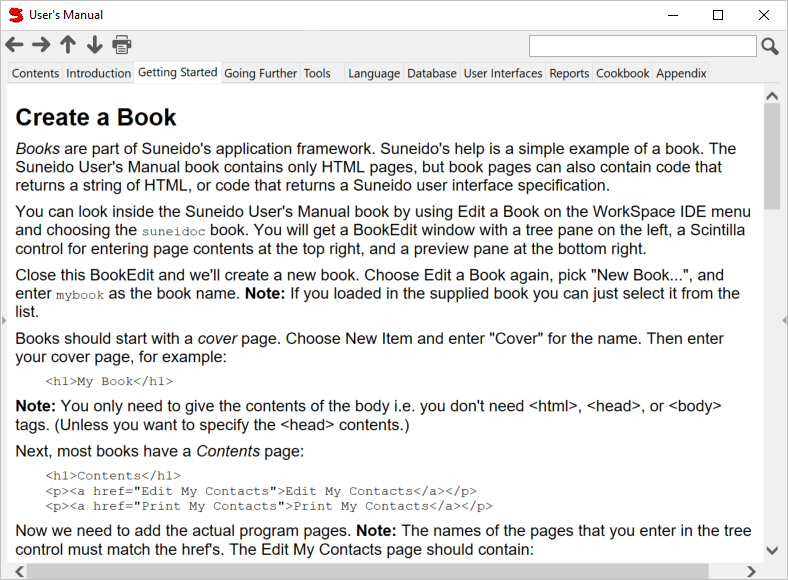 User's Manual
Contents Introduction Getting Started Going Further Tools Language Database User Interfaces Reports Cookbook Appendix
Create a Book
Books are part of Suneido's application framework. Suneido's help is a simple example of a book. The
Suneido User's Manual book contains only HTML pages, but book pages can also contain code that
returns a string of HTML, or code that returns a Suneido user interface specification.
You can look inside the Suneido User's Manual book by using Edit a Book on the WorkSpace IDE menu
and choosing the suneidoc book. You will get a BookEdit window with a tree pane on the left, a Scintilla
control for entering page contents at the top right, and a preview pane at the bottom right.
Close this BookEdit and we'll create a new book. Choose Edit a Book again, pick "New Book...", and
enter mybook as the book name. Note: If you loaded in the supplied book you can just select it from the
list.
Books should start with a cover page. Choose New Item and enter "Cover" for the name. Then enter
your cover page, for example:
<h1>My Book</h1>
Note: You only need to give the contents of the body i.e. you don't need <html>, <head>, or <body>
tags. (Unless you want to specify the <head> contents.)
Next, most books have a Contents page:
<h1>Contents</h1>
<p><a href="Edit My Contacts">Edit My Contacts</a></p>
<p><a href="Print My Contacts">Print My Contacts</a></p>
Now we need to add the actual program pages. Note: The names of the pages that you enter in the tree
control must match the href's. The Edit My Contacts page should contain: